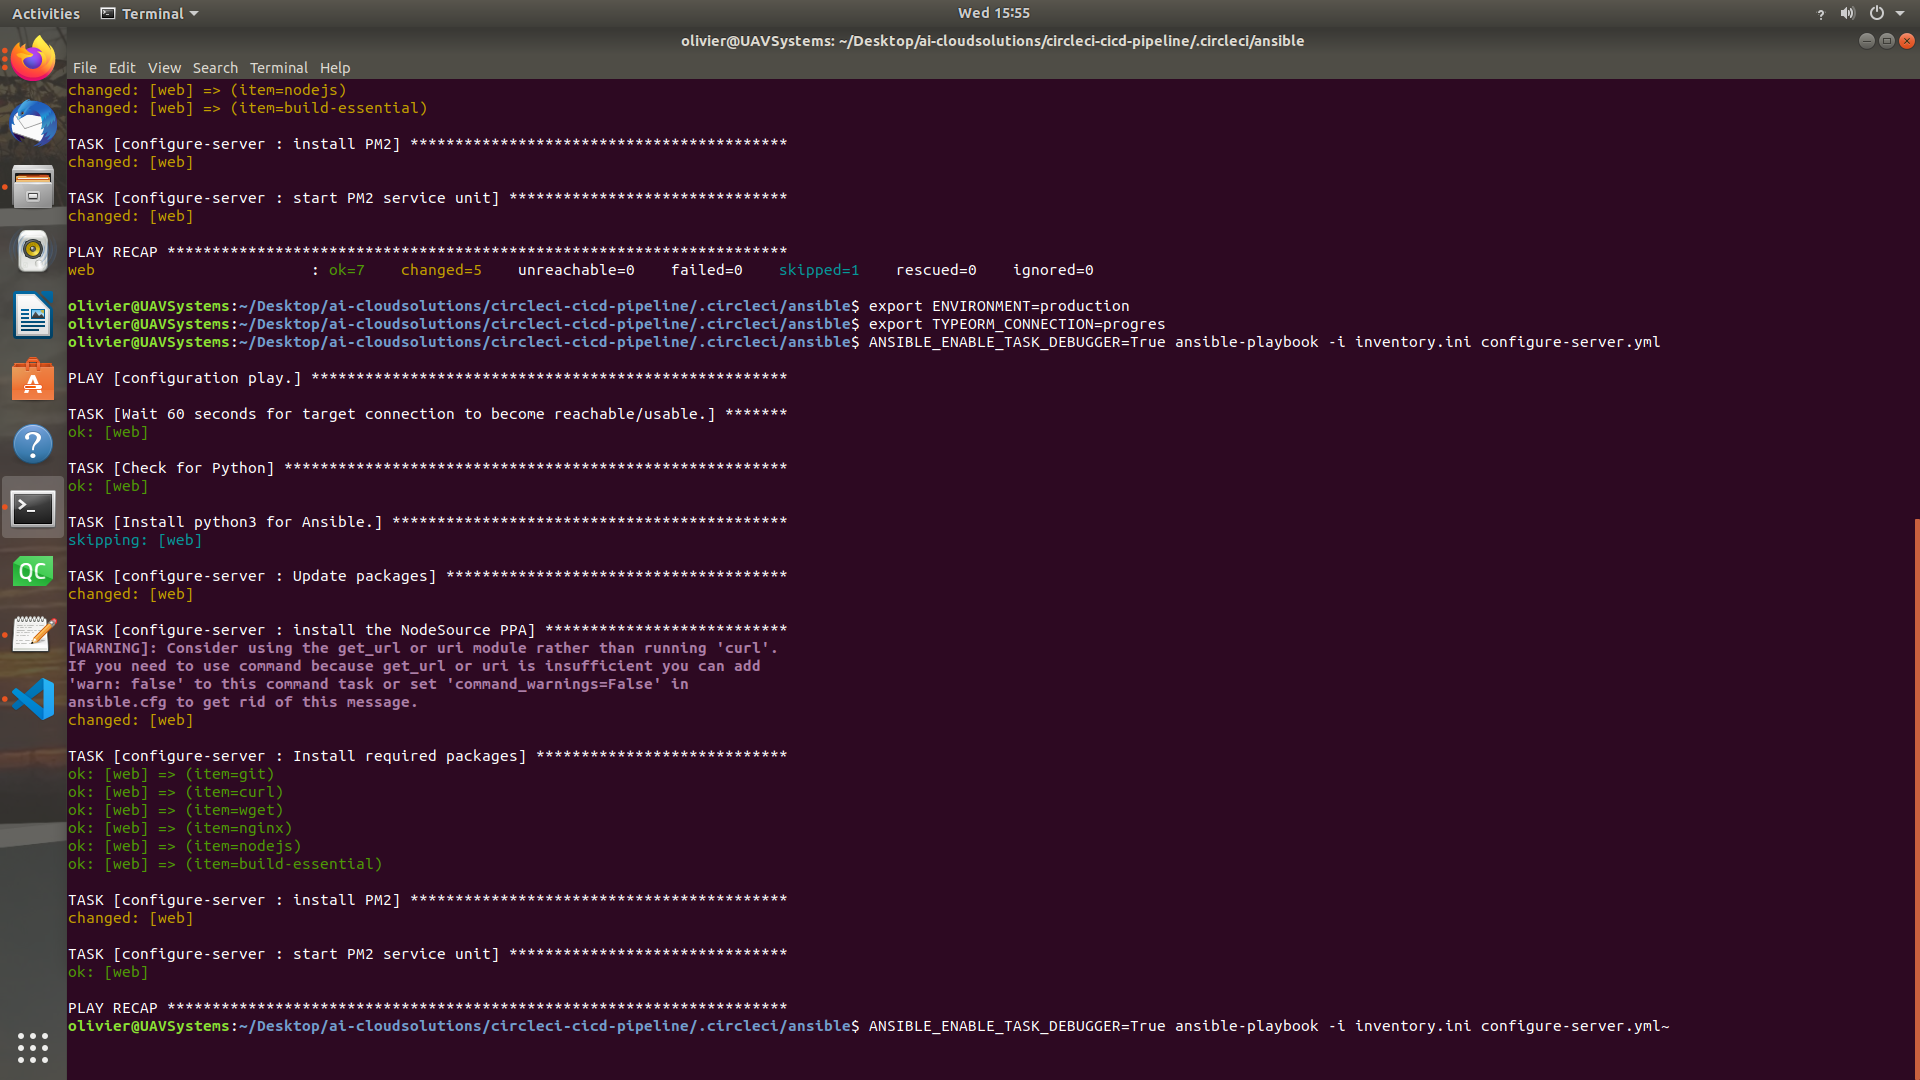 Activities Terminal Wed 15:55 ?
olivier@UAVSystems: ~/Desktop/ai-cloudsolutions/circleci-cicd-pipeline/.circleci/ansible
File Edit View Search Terminal Help
changed: [web] => (item=nodejs)
changed: [web] => (item=build-essential)
TASK [configure-server : install PM2] ******************************************
changed: [web]
TASK [configure-server : start PM2 service unit] *******************************
changed: [web]
PLAY RECAP *********************************************************************
web : ok=7 changed=5 unreachable=0 failed=0 skipped=1 rescued=0 ignored=0
olivier@UAVSystems:~/Desktop/ai-cloudsolutions/circleci-cicd-pipeline/.circleci/ansible$ export ENVIRONMENT=production
olivier@UAVSystems:~/Desktop/ai-cloudsolutions/circleci-cicd-pipeline/.circleci/ansible$ export TYPEORM_CONNECTION=progres
olivier@UAVSystems:~/Desktop/ai-cloudsolutions/circleci-cicd-pipeline/.circleci/ansible$ ANSIBLE_ENABLE_TASK_DEBUGGER=True ansible-playbook -i inventory.ini configure-server.yml
PLAY [configuration play.] *****************************************************
TASK [Wait 60 seconds for target connection to become reachable/usable.] *******
ok: [web]
TASK [Check for Python] ********************************************************
ok: [web]
TASK [Install python3 for Ansible.] ********************************************
skipping: [web]
TASK [configure-server : Update packages] **************************************
changed: [web]
TASK [configure-server : install the NodeSource PPA] ***************************
[WARNING]: Consider using the get_url or uri module rather than running 'curl'.
If you need to use command because get_url or uri is insufficient you can add
'warn: false' to this command task or set 'command_warnings=False' in
ansible.cfg to get rid of this message.
changed: [web]
TASK [configure-server : Install required packages] ****************************
ok: [web] => (item=git)
ok: [web] => (item=curl)
ok: [web] => (item=wget)
ok: [web] => (item=nginx)
ok: [web] => (item=nodejs)
ok: [web] => (item=build-essential)
TASK [configure-server : install PM2] ******************************************
changed: [web]
TASK [configure-server : start PM2 service unit] *******************************
ok: [web]
PLAY RECAP *********************************************************************
olivier@UAVSystems:~/Desktop/ai-cloudsolutions/circleci-cicd-pipeline/.circleci/ansible$ ANSIBLE_ENABLE_TASK_DEBUGGER=True ansible-playbook -i inventory.ini configure-server.yml~
A
?
>_
QC